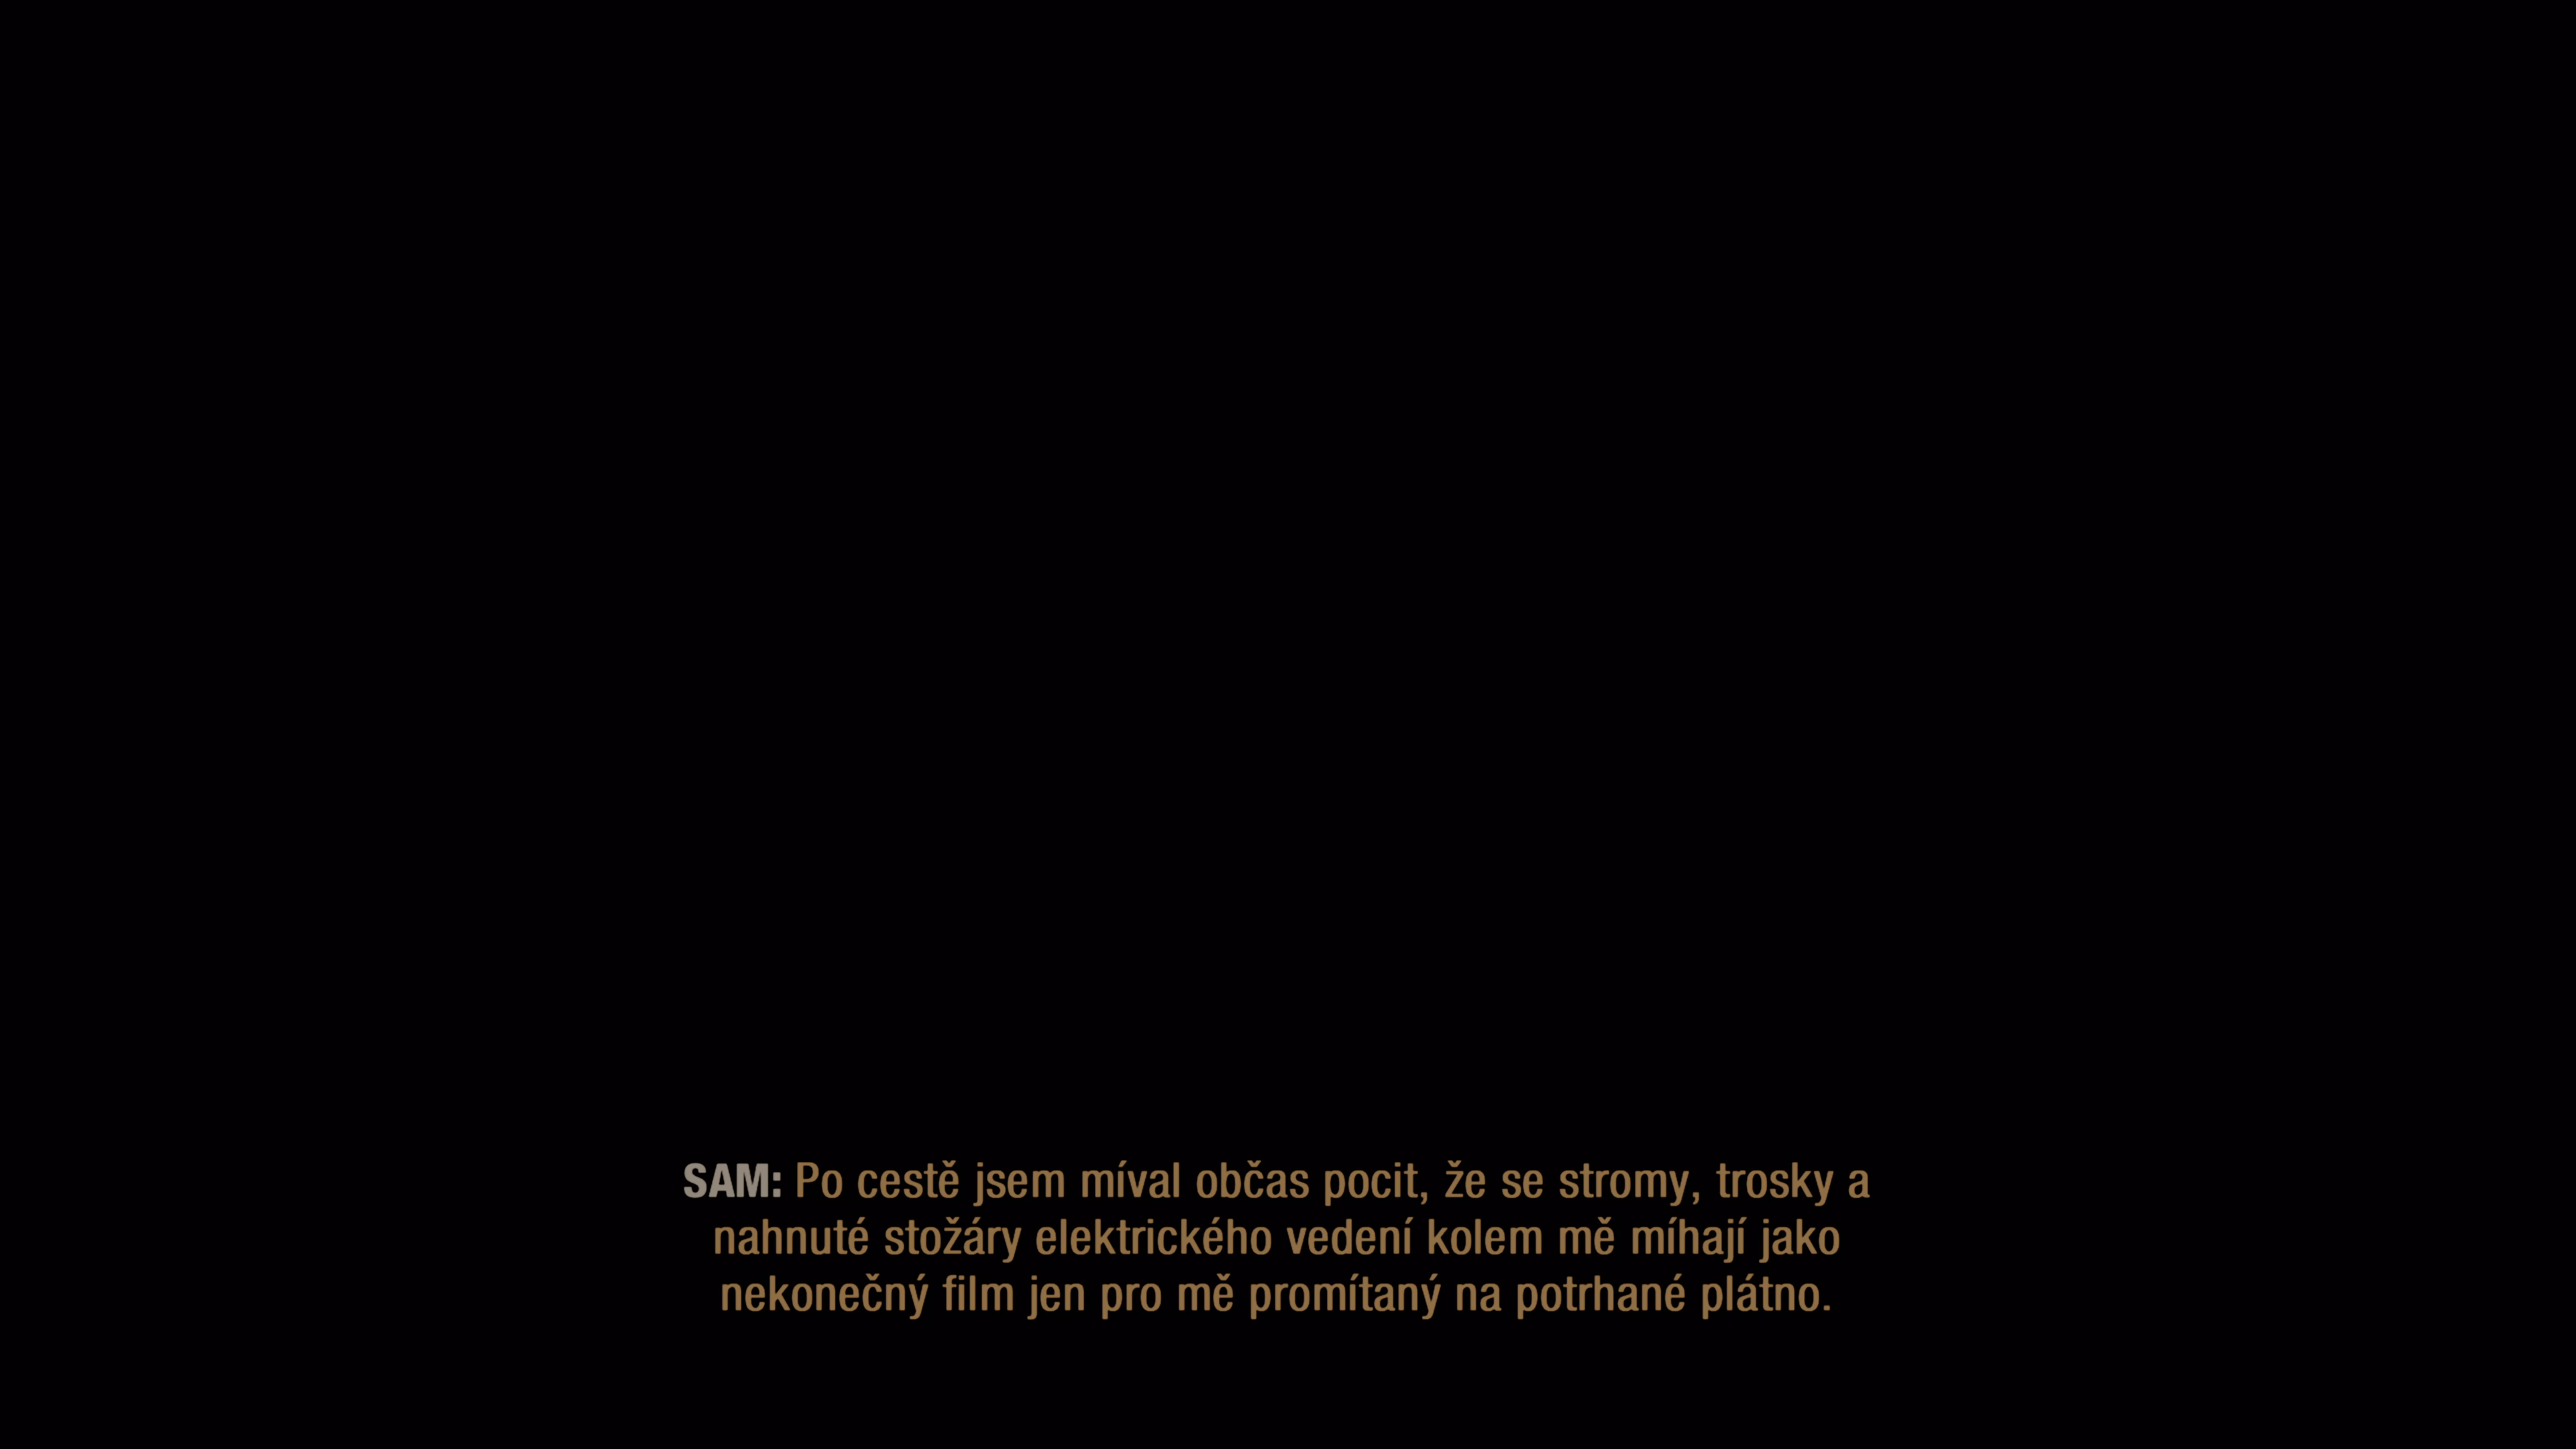 SAM: Po cestě jsem míval občas pocit, že se stromy, trosky a
nahnuté stožáry elektrického vedení kolem mě míhají jako
nekonečný film jen pro mě promítaný na potrhané plátno.